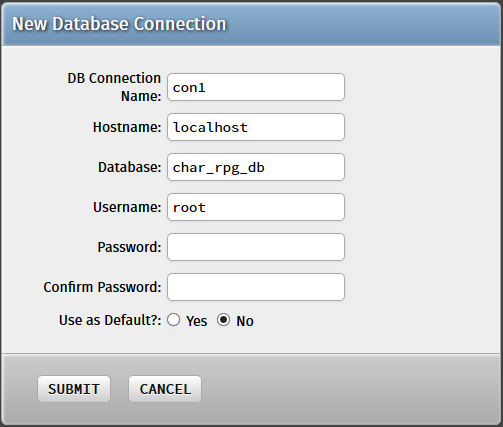 New Database Connection
DB Connection
Name: con1
Hostname: localhost
Database: char_rpg_db
Username: root
Password:
Confirm Password:
Use as Default?: Yes No
SUBMIT CANCEL